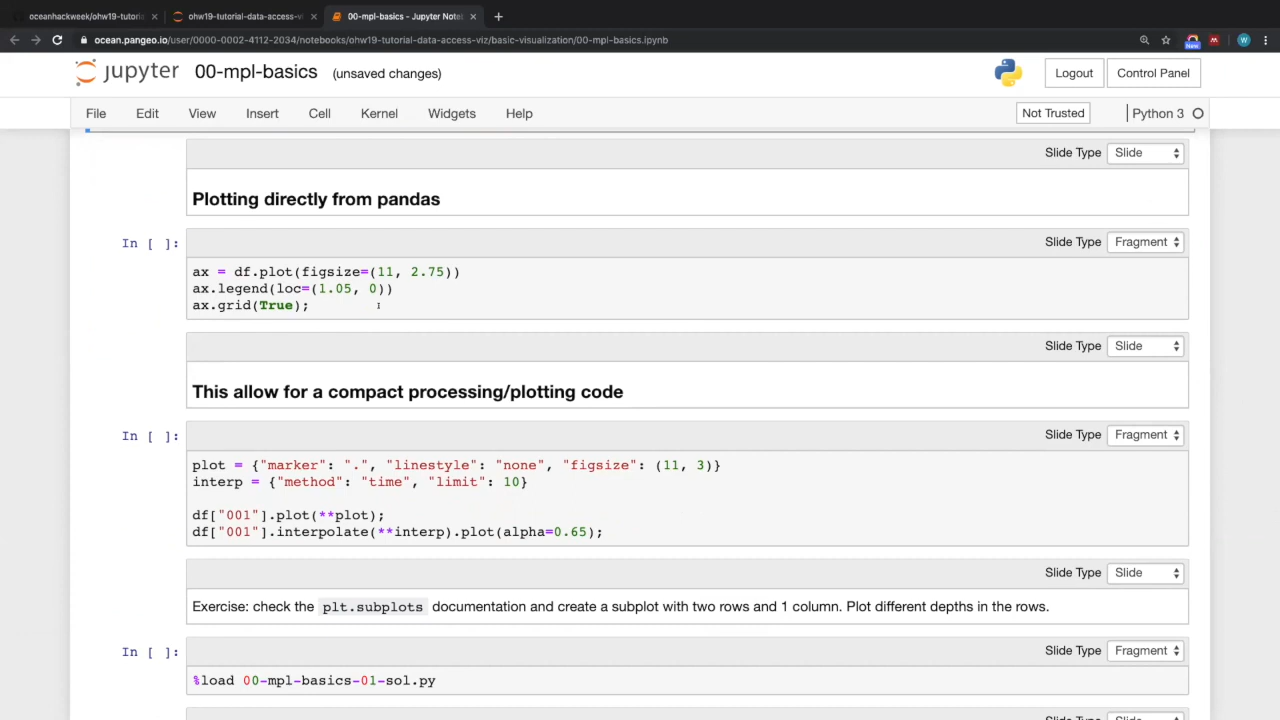 oceanhackweek/ohw19-tutoria
ohw19-tutorial-data-access-vi
00-mpl-basics - Jupyter Note
ocean.pangeo.io/user/0000-0002-4112-2034/notebooks/ohw19-tutorial-data-access-viz/basic-visualization/00-mpl-basics.ipynb
New
W
jupyter 00-mpl-basics (unsaved changes)
Logout
Control Panel
File Edit View Insert Cell Kernel Widgets Help
Not Trusted
Python 3
Slide Type Slide
Plotting directly from pandas
In [ ]:
Slide Type Fragment
ax = df.plot(figsize=(11, 2.75))
ax.legend(loc=(1.05, 0))
ax.grid(True);
Slide Type Slide
This allow for a compact processing/plotting code
In [ ]:
Slide Type Fragment
plot = {"marker": ".", "linestyle": "none", "figsize": (11, 3)}
interp = {"method": "time", "limit": 10}
df["001"].plot(**plot);
df["001"].interpolate(**interp).plot(alpha=0.65);
Slide Type Slide
Exercise: check the plt.subplots documentation and create a subplot with two rows and 1 column. Plot different depths in the rows.
In [ ]:
Slide Type Fragment
%load 00-mpl-basics-01-sol.py